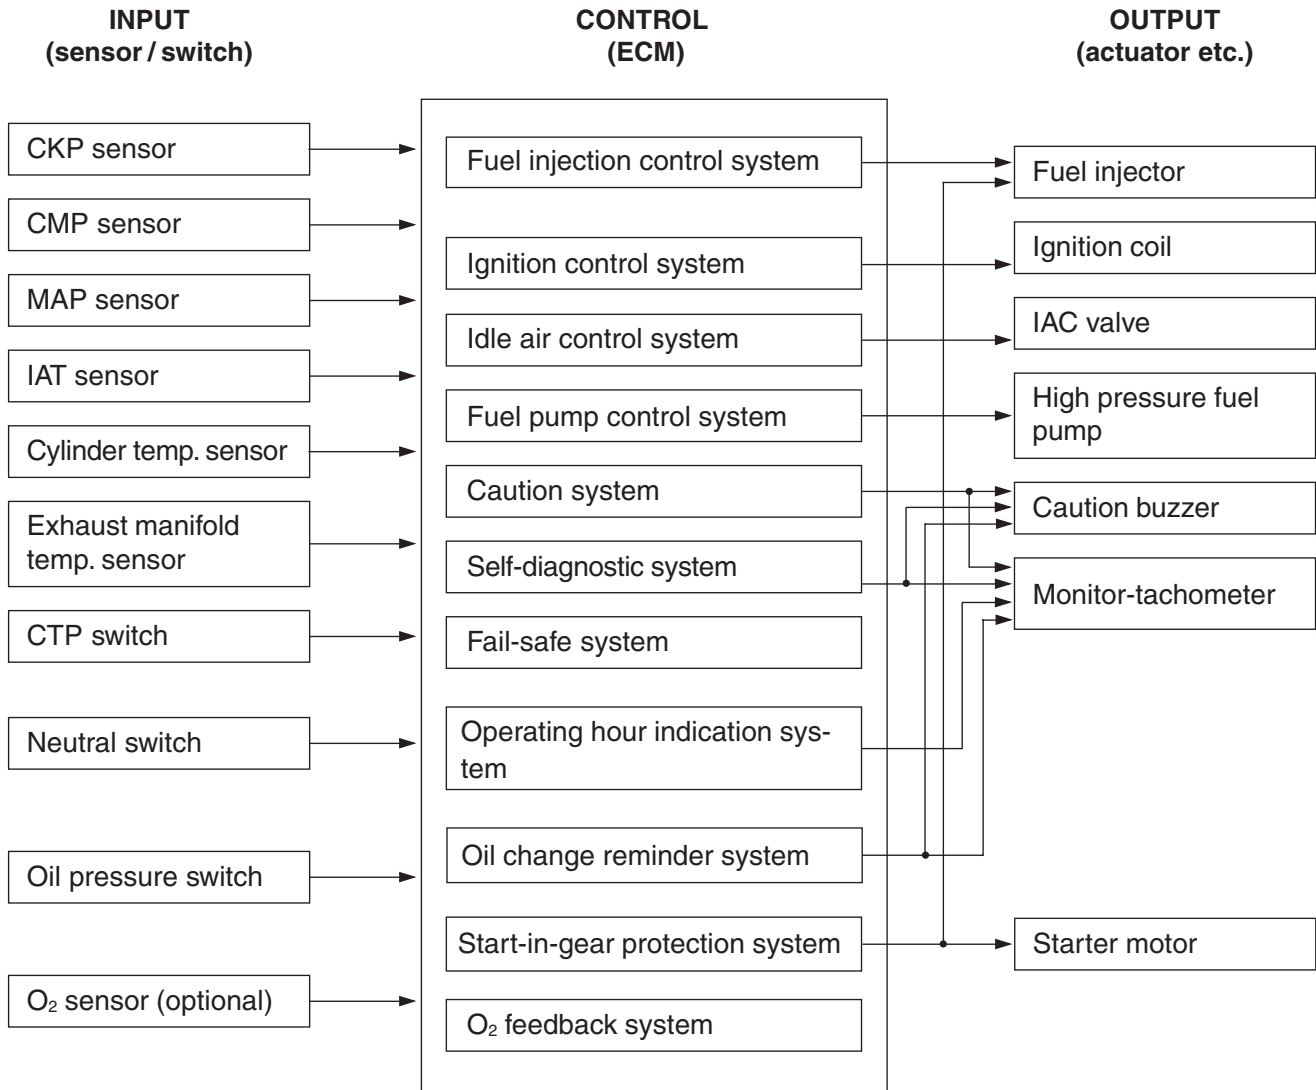 INPUT
(sensor / switch)
CONTROL
(ECM)
OUTPUT
(actuator etc.)
CKP sensor
CMP sensor
MAP sensor
IAT sensor
Cylinder temp. sensor
Exhaust manifold
temp. sensor
CTP switch
Neutral switch
Oil pressure switch
O₂ sensor (optional)
Fuel injection control system
Ignition control system
Idle air control system
Fuel pump control system
Caution system
Self-diagnostic system
Fail-safe system
Operating hour indication sys-
tem
Oil change reminder system
Start-in-gear protection system
O₂ feedback system
Fuel injector
Ignition coil
IAC valve
High pressure fuel
pump
Caution buzzer
Monitor-tachometer
Starter motor